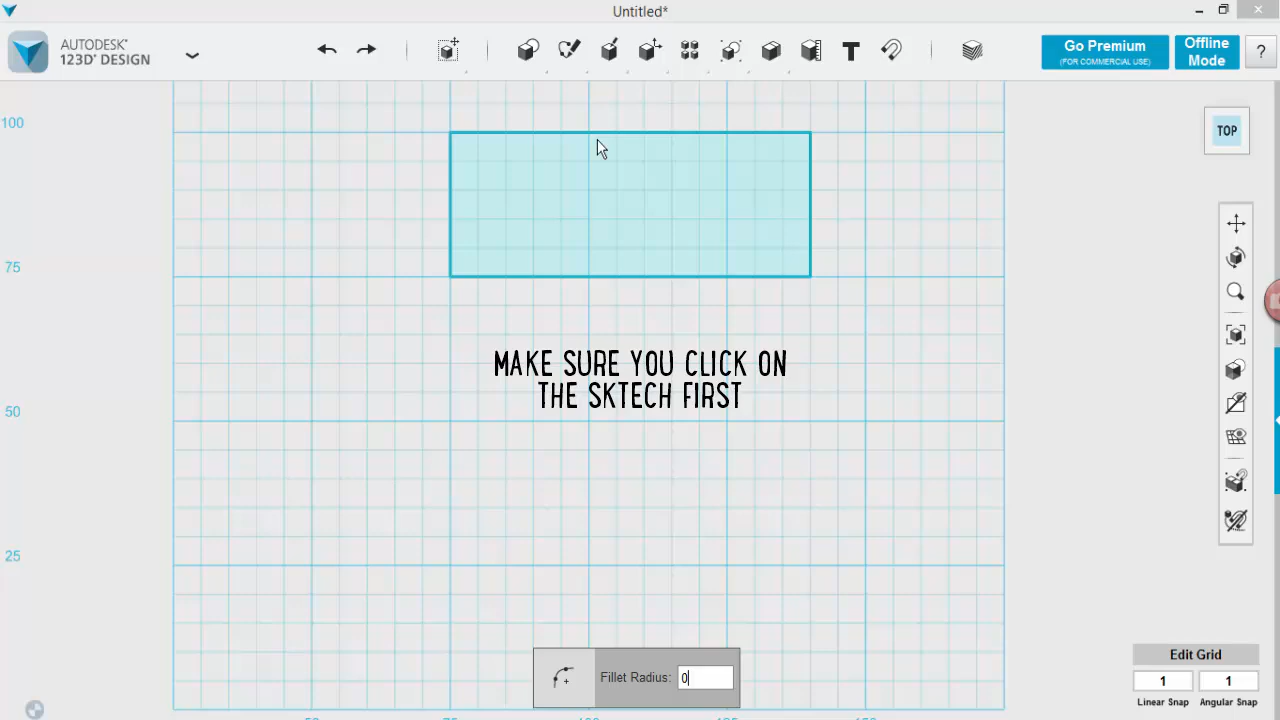 Untitled*
AUTODESK®
123D® DESIGN
Go Premium
(FOR COMMERCIAL USE)
Offline
Mode
?
100
TOP
75
MAKE SURE YOU CLICK ON
THE SKTECH FIRST
50
25
Fillet Radius: 0
Edit Grid
1 1
Linear Snap Angular Snap